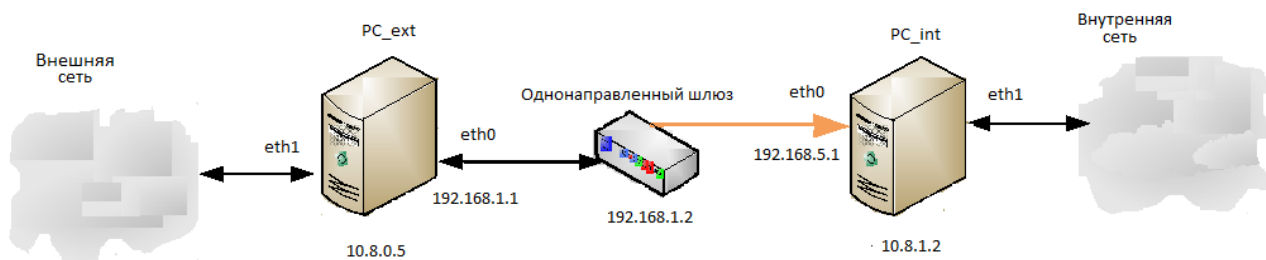 Внешняя
сеть
PC_ext
eth1
eth0
192.168.1.1
10.8.0.5
Однонаправленный шлюз
192.168.1.2
eth0
192.168.5.1
PC_int
10.8.1.2
eth1
Внутренняя
сеть